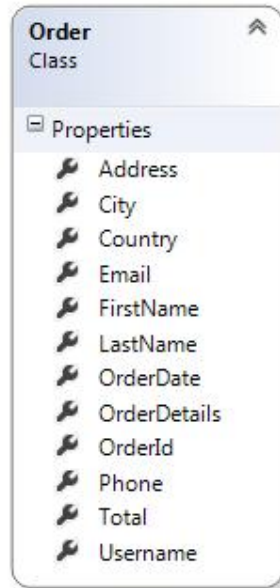 Order
Class
Properties
Address
City
Country
Email
FirstName
LastName
OrderDate
OrderDetails
OrderId
Phone
Total
Username